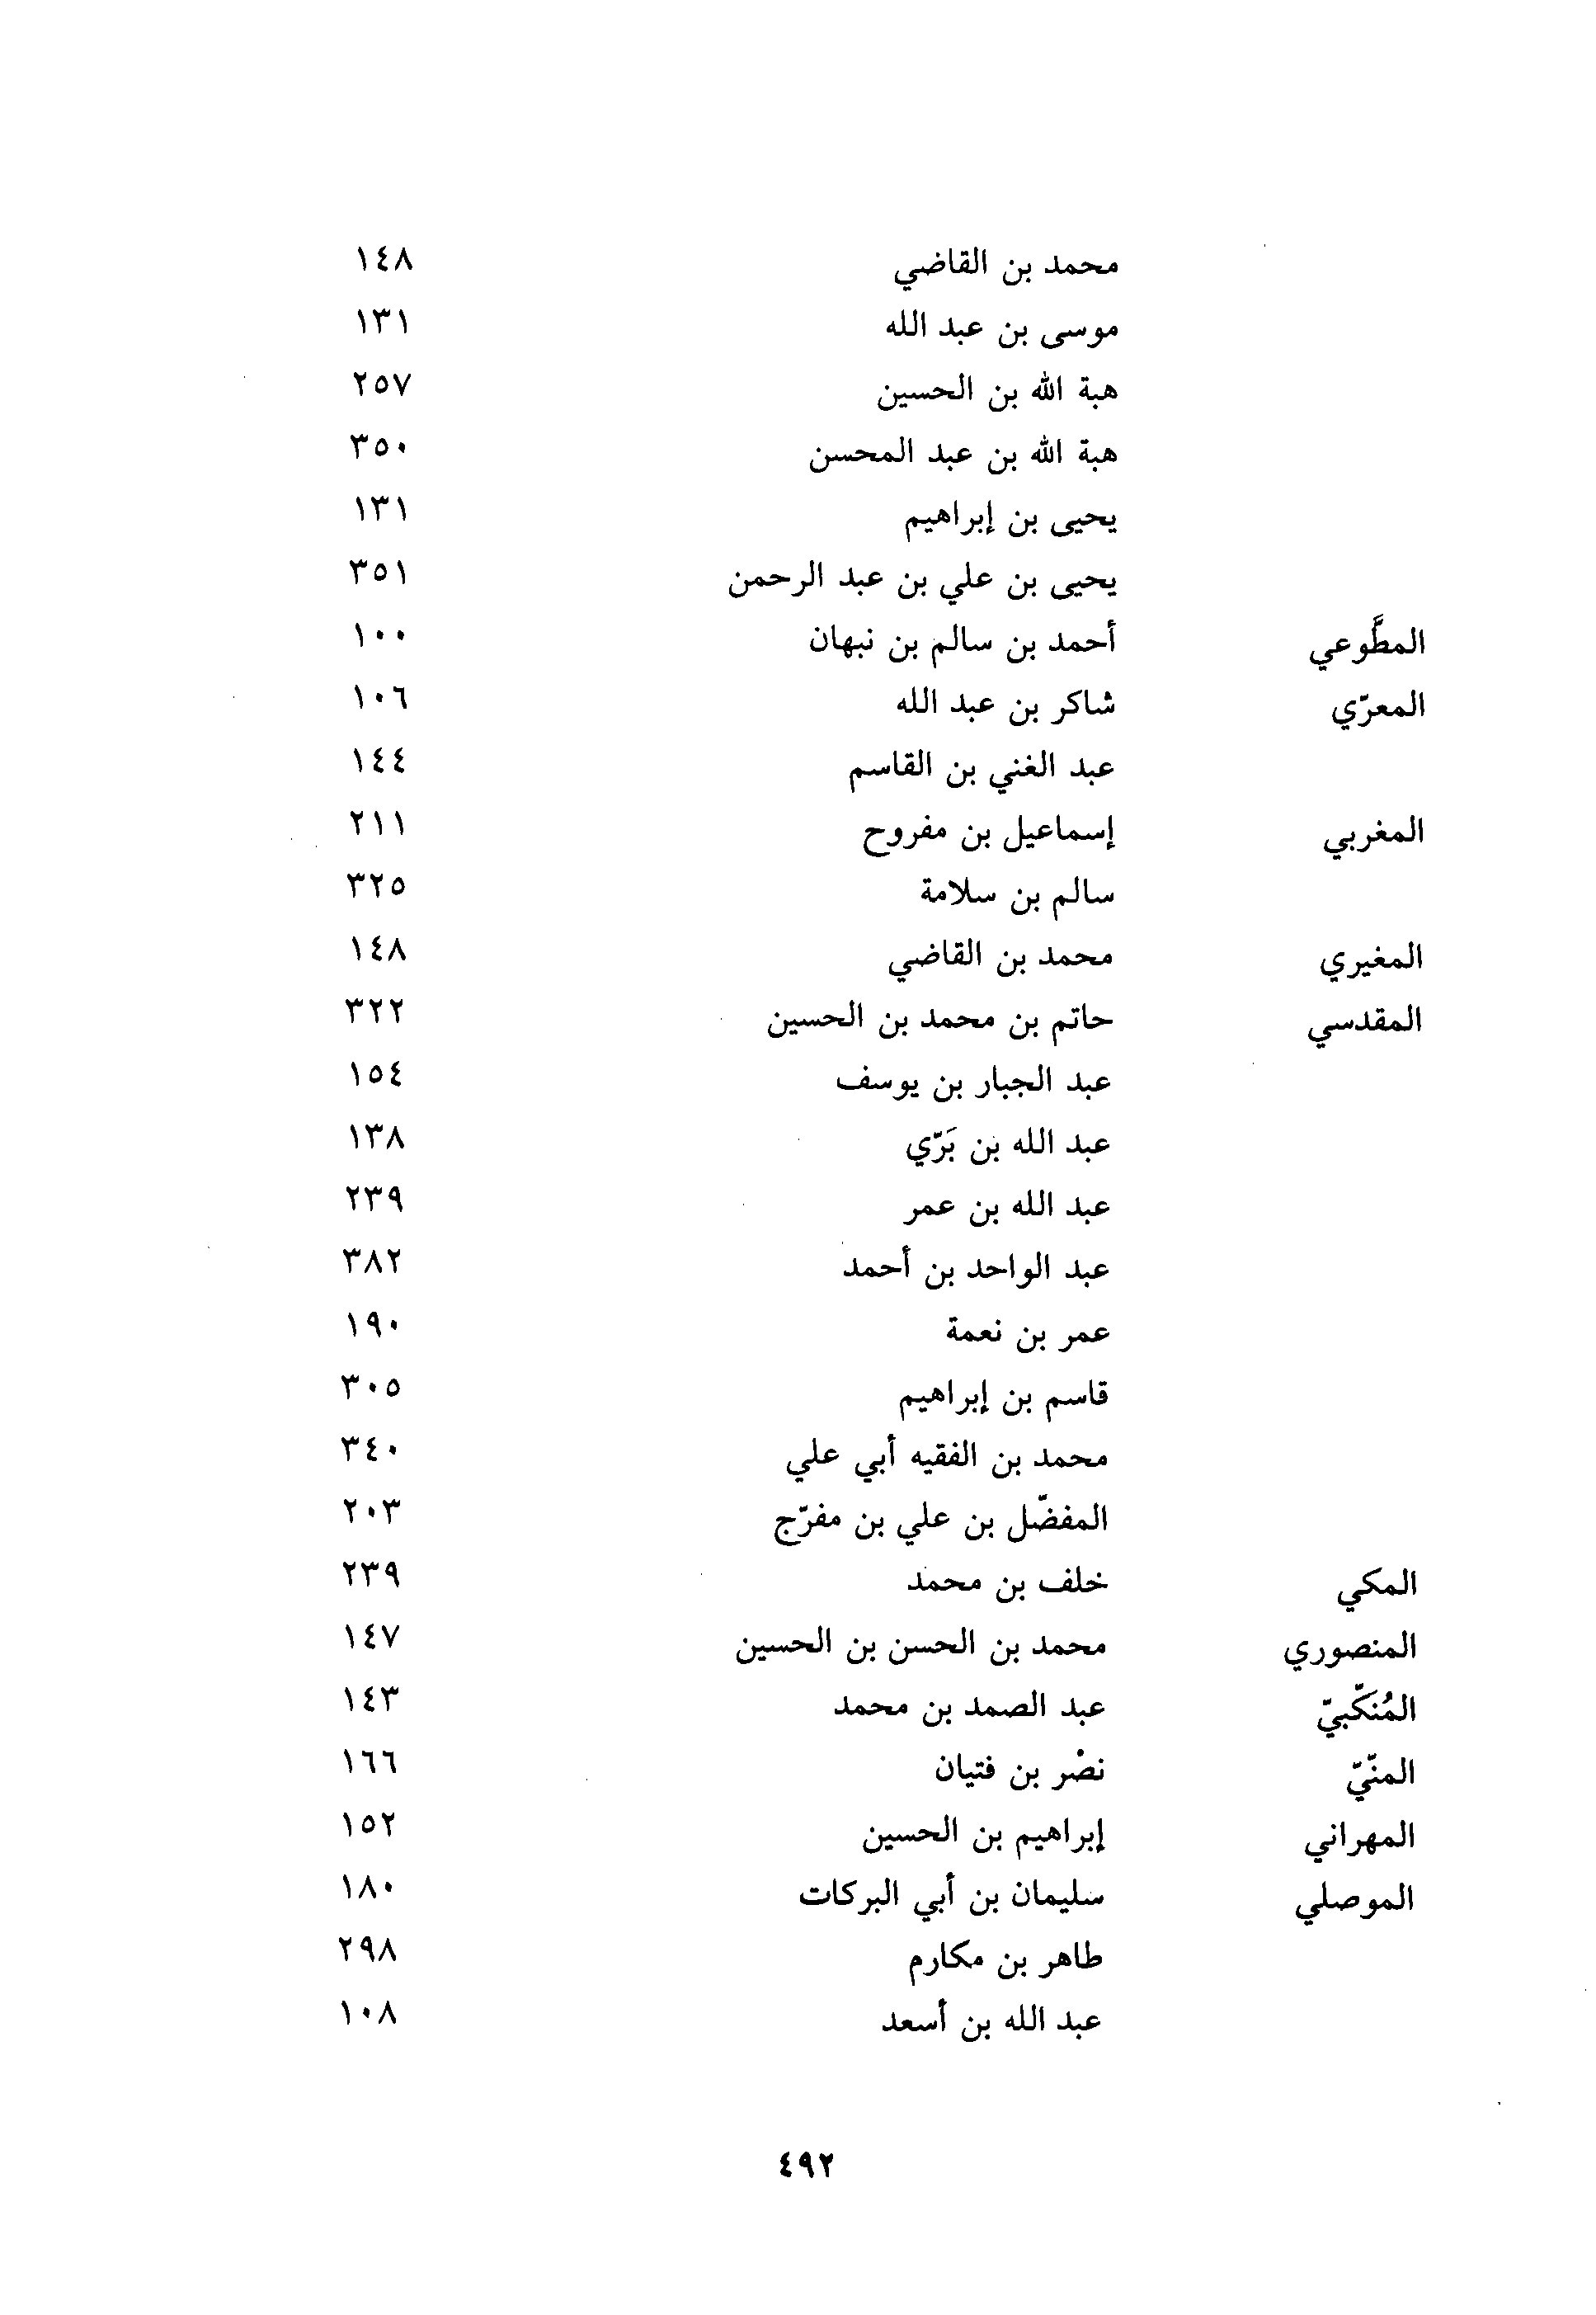 محمد بن القاضي ١٤٨
موسى بن عبد الله ١٣١
هبة الله بن الحسين ٢٥٧
هبة الله بن عبد المحسن ٣٥٠
يحيى بن إبراهيم ١٣١
يحيى بن علي بن عبد الرحمن ٣٥١
المطَّوعي أحمد بن سالم بن نبهان ١٠٠
المعرّي شاكر بن عبد الله ١٠٦
عبد الغني بن القاسم ١٤٤
المغربي إسماعيل بن مفروح ٢١١
سالم بن سلامة ٣٢٥
المغيري محمد بن القاضي ١٤٨
المقدسي حاتم بن محمد بن الحسين ٣٢٢
عبد الجبار بن يوسف ١٥٤
عبد الله بن بَرّي ١٣٨
عبد الله بن عمر ٢٣٩
عبد الواحد بن أحمد ٣٨٢
عمر بن نعمة ١٩٠
قاسم بن إبراهيم ٣٠٥
محمد بن الفقيه أبي علي ٣٤٠
المفضّل بن علي بن مفرّج ٢٠٣
المكي خلف بن محمد ٢٣٩
المنصوري محمد بن الحسن بن الحسين ١٤٧
المُنَكّبيّ عبد الصمد بن محمد ١٤٣
المنّيّ نصْر بن فتيان ١٦٦
المهراني إبراهيم بن الحسين ١٥٢
الموصلي سليمان بن أبي البركات ١٨٠
طاهر بن مكارم ٢٩٨
عبد الله بن أسعد ١٠٨
٤٩٢